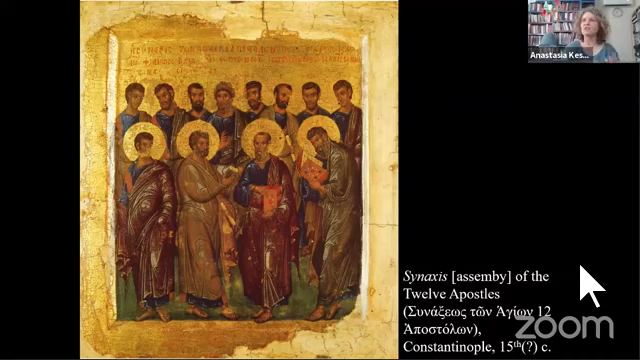 Anastasia Kes...
Synaxis [assemby] of the
Twelve Apostles
(Συνάξεως τῶν Ἁγίων 12
Ἀποστόλων),
Constantinople, 15th(?) c.
zoom